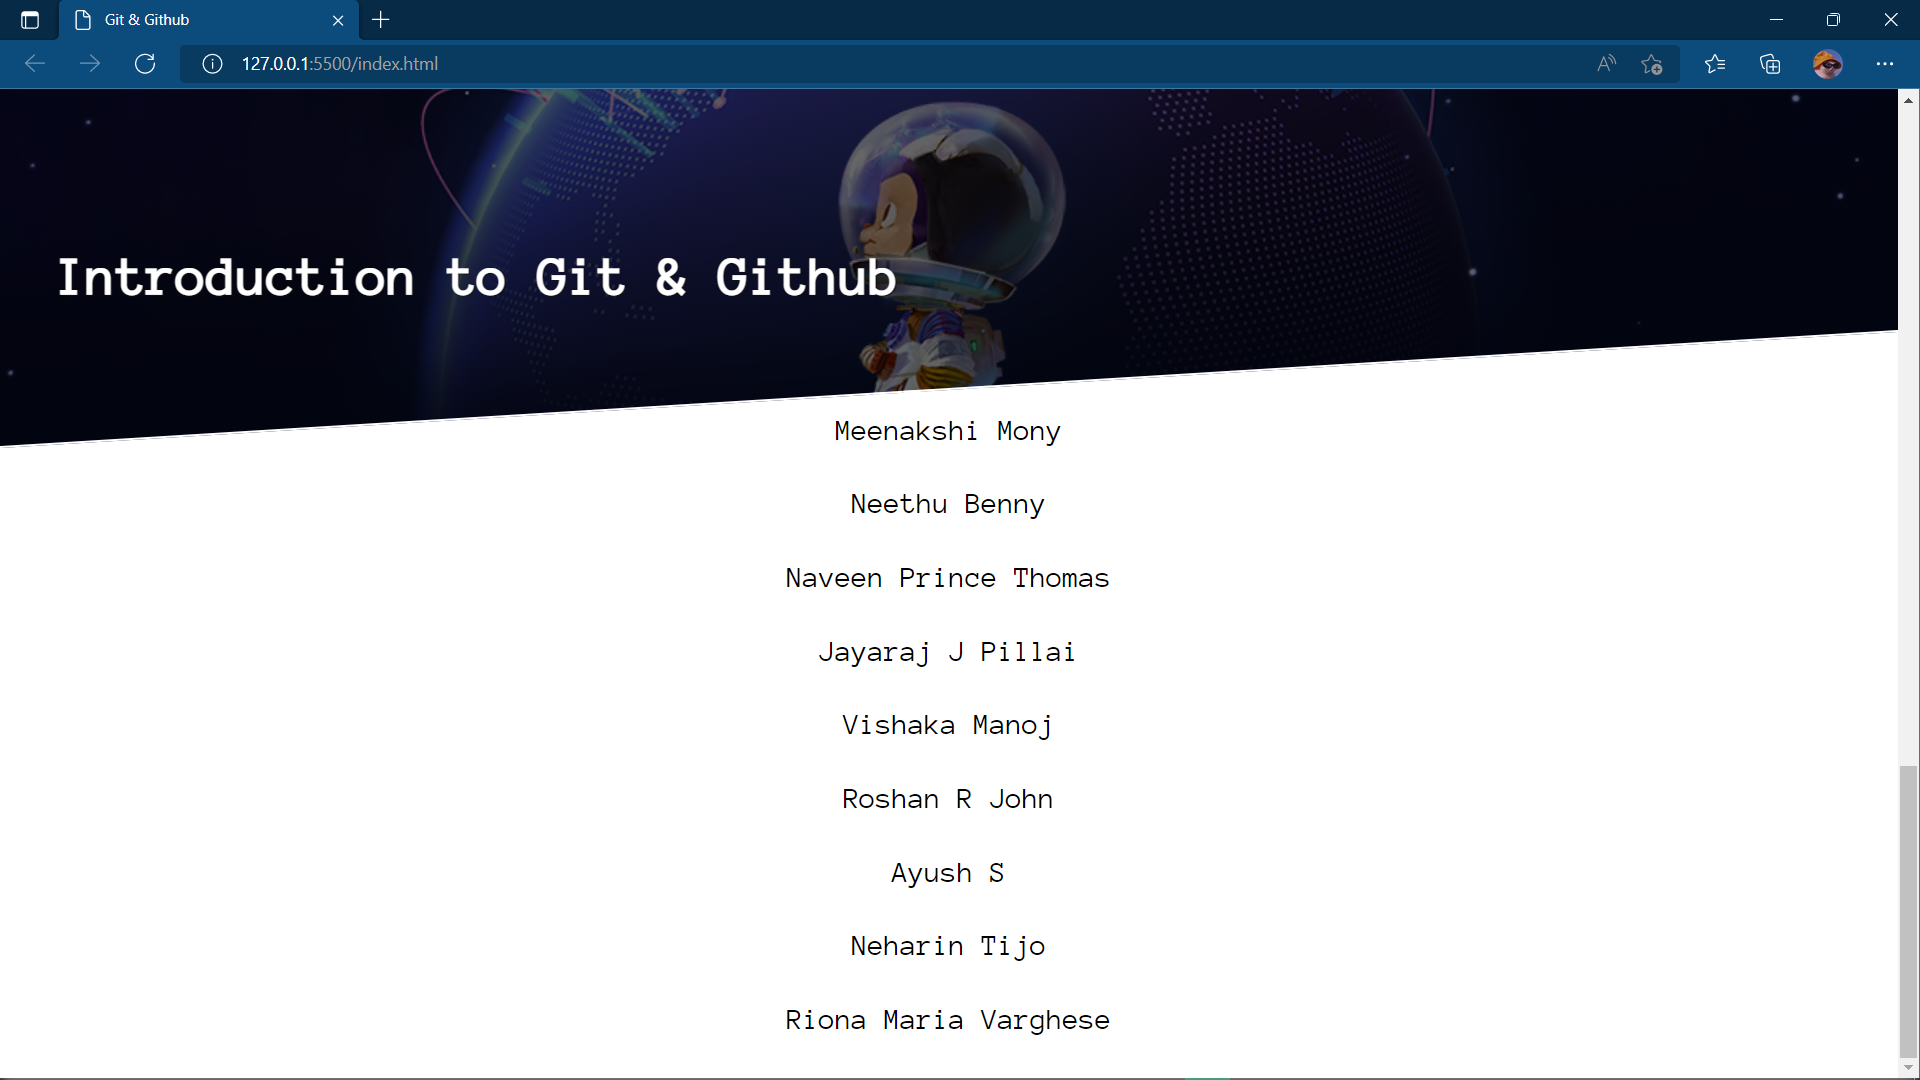 Git & Github
127.0.0.1:5500/index.html
Introduction to Git & Github
Meenakshi Mony
Neethu Benny
Naveen Prince Thomas
Jayaraj J Pillai
Vishaka Manoj
Roshan R John
Ayush S
Neharin Tijo
Riona Maria Varghese